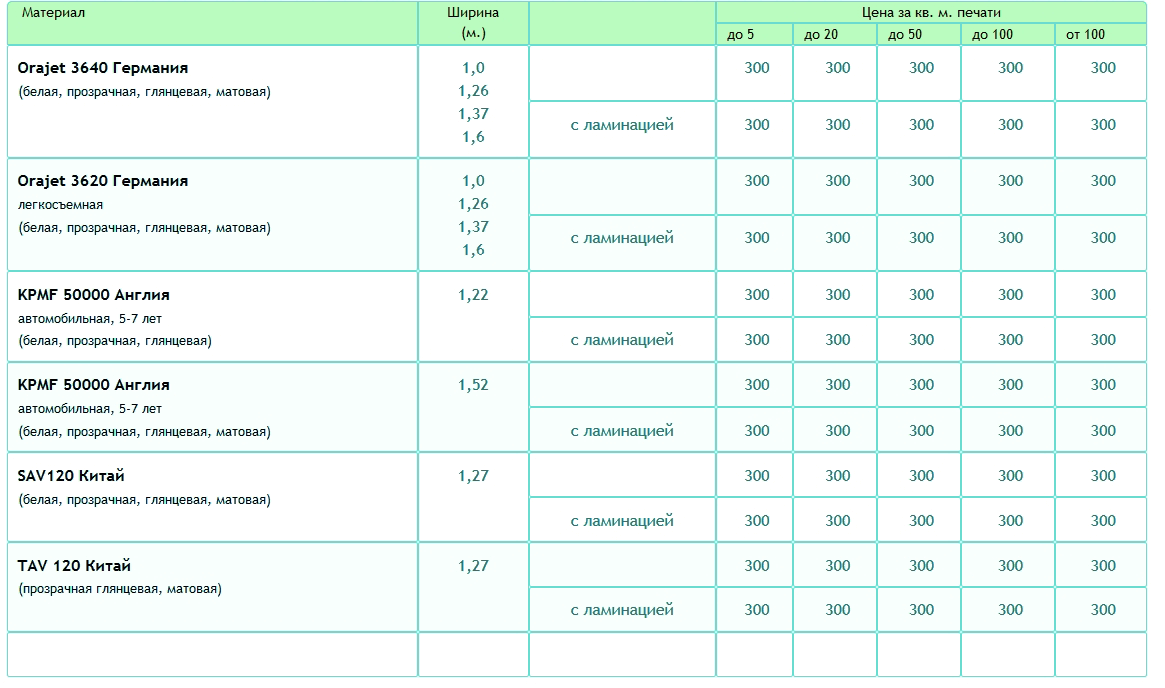 Материал Ширина (м.) Цена за кв. м. печати
до 5 до 20 до 50 до 100 от 100
Orajet 3640 Германия 1,0 300 300 300 300 300
(белая, прозрачная, глянцевая, матовая) 1,26
1,37
с ламинацией 300 300 300 300 300
1,6
Orajet 3620 Германия 1,0 300 300 300 300 300
легкосъемная 1,26
(белая, прозрачная, глянцевая, матовая) 1,37
с ламинацией 300 300 300 300 300
1,6
KPMF 50000 Англия 1,22 300 300 300 300 300
автомобильная, 5-7 лет
(белая, прозрачная, глянцевая) с ламинацией 300 300 300 300 300
KPMF 50000 Англия 1,52 300 300 300 300 300
автомобильная, 5-7 лет
(белая, прозрачная, глянцевая, матовая) с ламинацией 300 300 300 300 300
SAV120 Китай 1,27 300 300 300 300 300
(белая, прозрачная, глянцевая, матовая)
с ламинацией 300 300 300 300 300
TAV 120 Китай 1,27 300 300 300 300 300
(прозрачная глянцевая, матовая)
с ламинацией 300 300 300 300 300